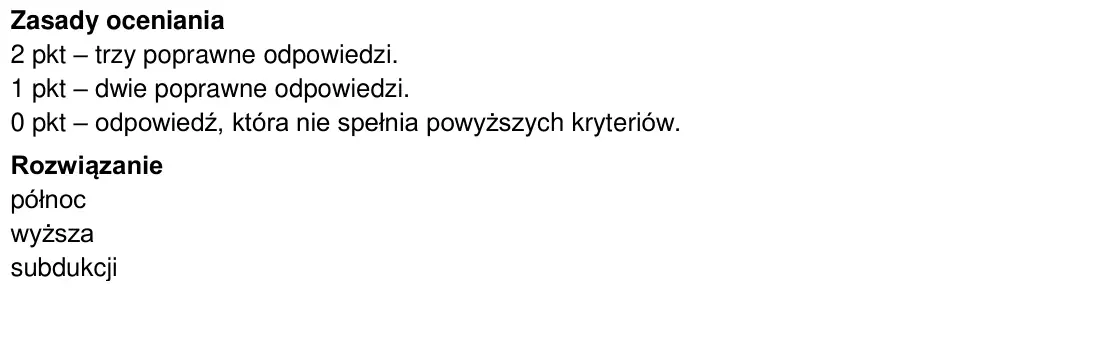 Zasady oceniania
2 pkt – trzy poprawne odpowiedzi.
1 pkt – dwie poprawne odpowiedzi.
0 pkt – odpowiedź, która nie spełnia powyższych kryteriów.
Rozwiązanie
północ
wyższa
subdukcji